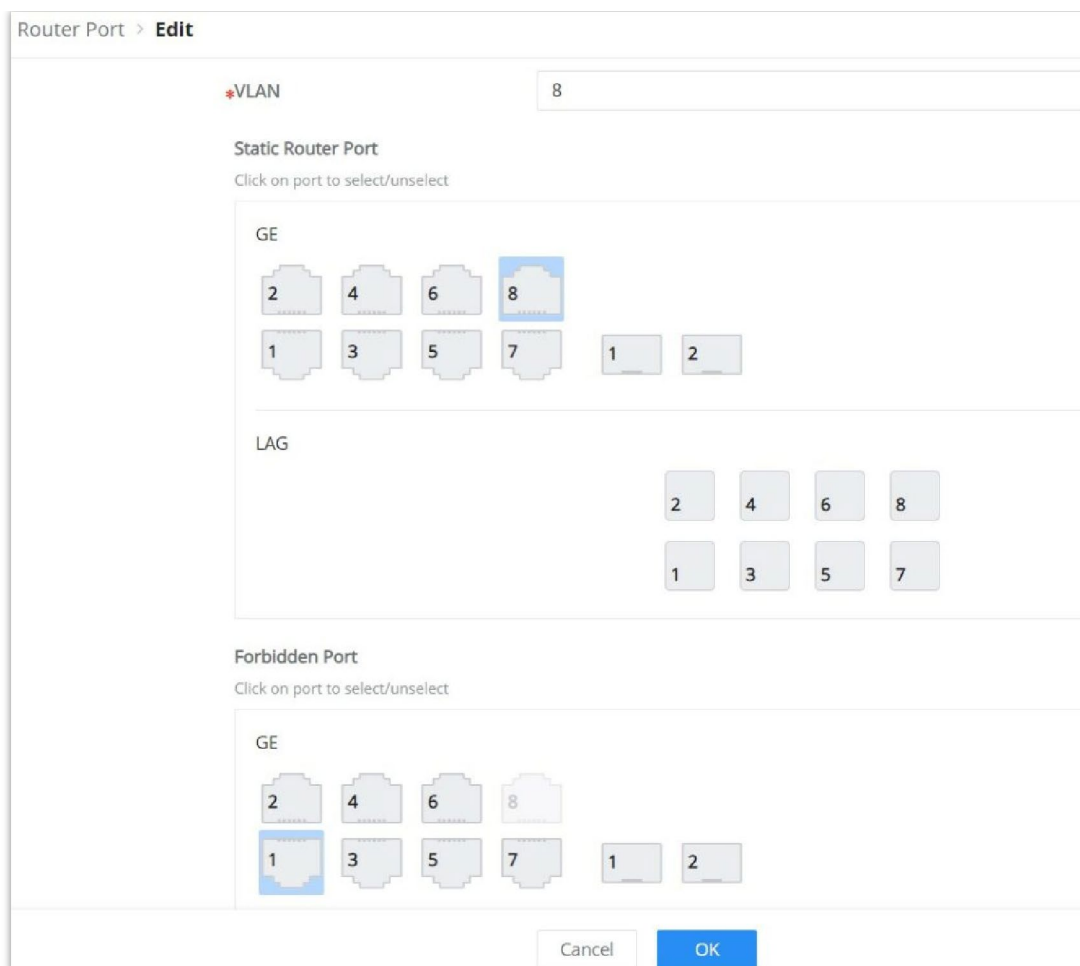 Router Port > Edit
*VLAN 8
Static Router Port
Click on port to select/unselect
GE
2 4 6 8
1 3 5 7 1 2
LAG
2 4 6 8
1 3 5 7
Forbidden Port
Click on port to select/unselect
GE
2 4 6 8
1 3 5 7 1 2
Cancel OK